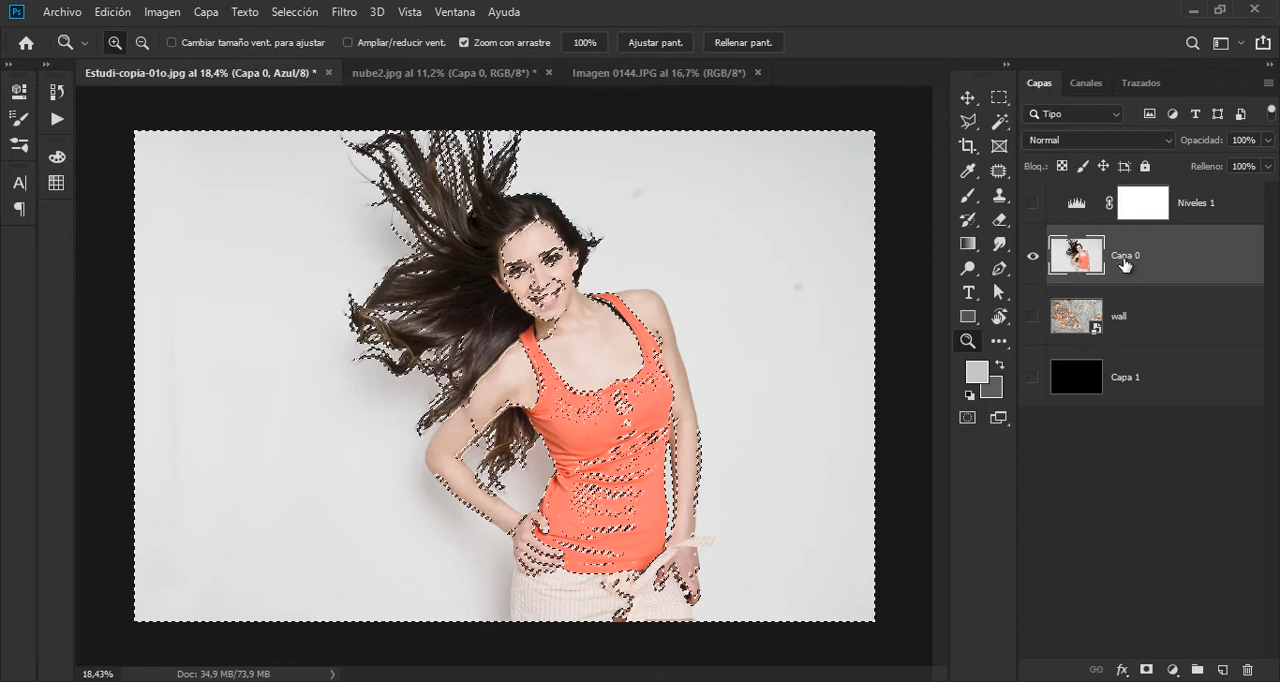 Ps Archivo Edición Imagen Capa Texto Selección Filtro 3D Vista Ventana Ayuda
Cambiar tamaño vent. para ajustar Ampliar/reducir vent. Zoom con arrastre 100% Ajustar pant. Rellenar pant.
Estudi-copia-01o.jpg al 18,4% (Capa 0, Azul/8) * × nube2.jpg al 11,2% (Capa 0, RGB/8*) * × Imagen 0144.JPG al 16,7% (RGB/8*) ×
Capas Canales Trazados
Tipo
Normal Opacidad: 100%
Bloq.: Relleno: 100%
Niveles 1
Capa 0
wall
Capa 1
18,43% Doc: 34,9 MB/73,9 MB